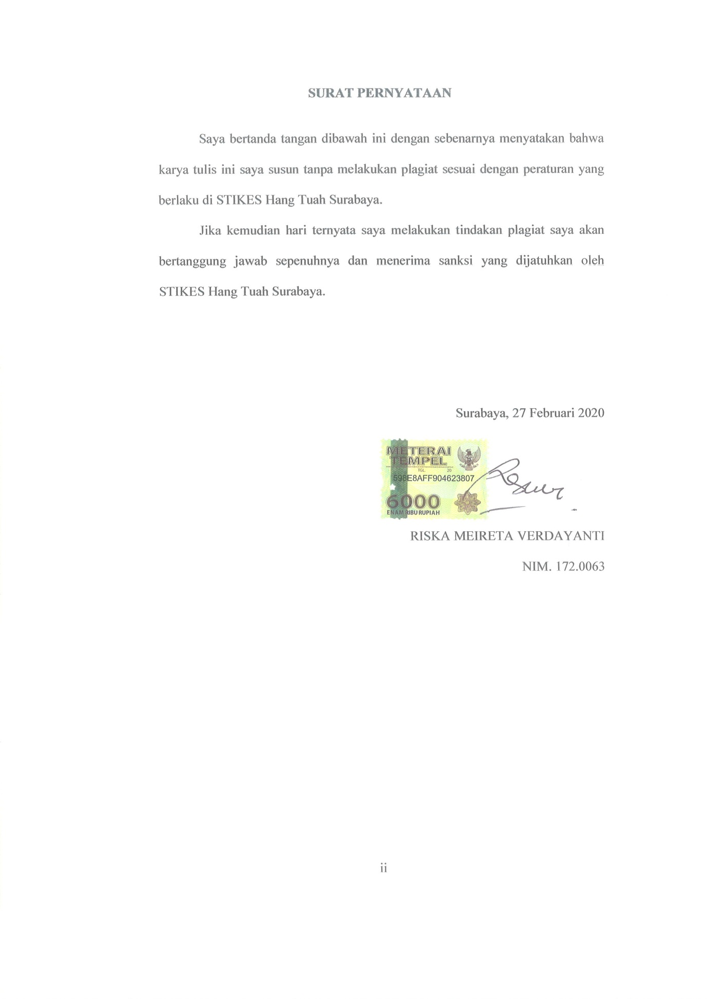 SURAT PERNYATAAN
Saya bertanda tangan dibawah ini dengan sebenarnya menyatakan bahwa
karya tulis ini saya susun tanpa melakukan plagiat sesuai dengan peraturan yang
berlaku di STIKES Hang Tuah Surabaya.
Jika kemudian hari ternyata saya melakukan tindakan plagiat saya akan
bertanggung jawab sepenuhnya dan menerima sanksi yang dijatuhkan oleh
STIKES Hang Tuah Surabaya.
Surabaya, 27 Februari 2020
METERAI
TEMPEL
TGL. 20
598E8AFF904623807
6000
ENAM RIBU RUPIAH
RISKA MEIRETA VERDAYANTI
NIM. 172.0063
ii